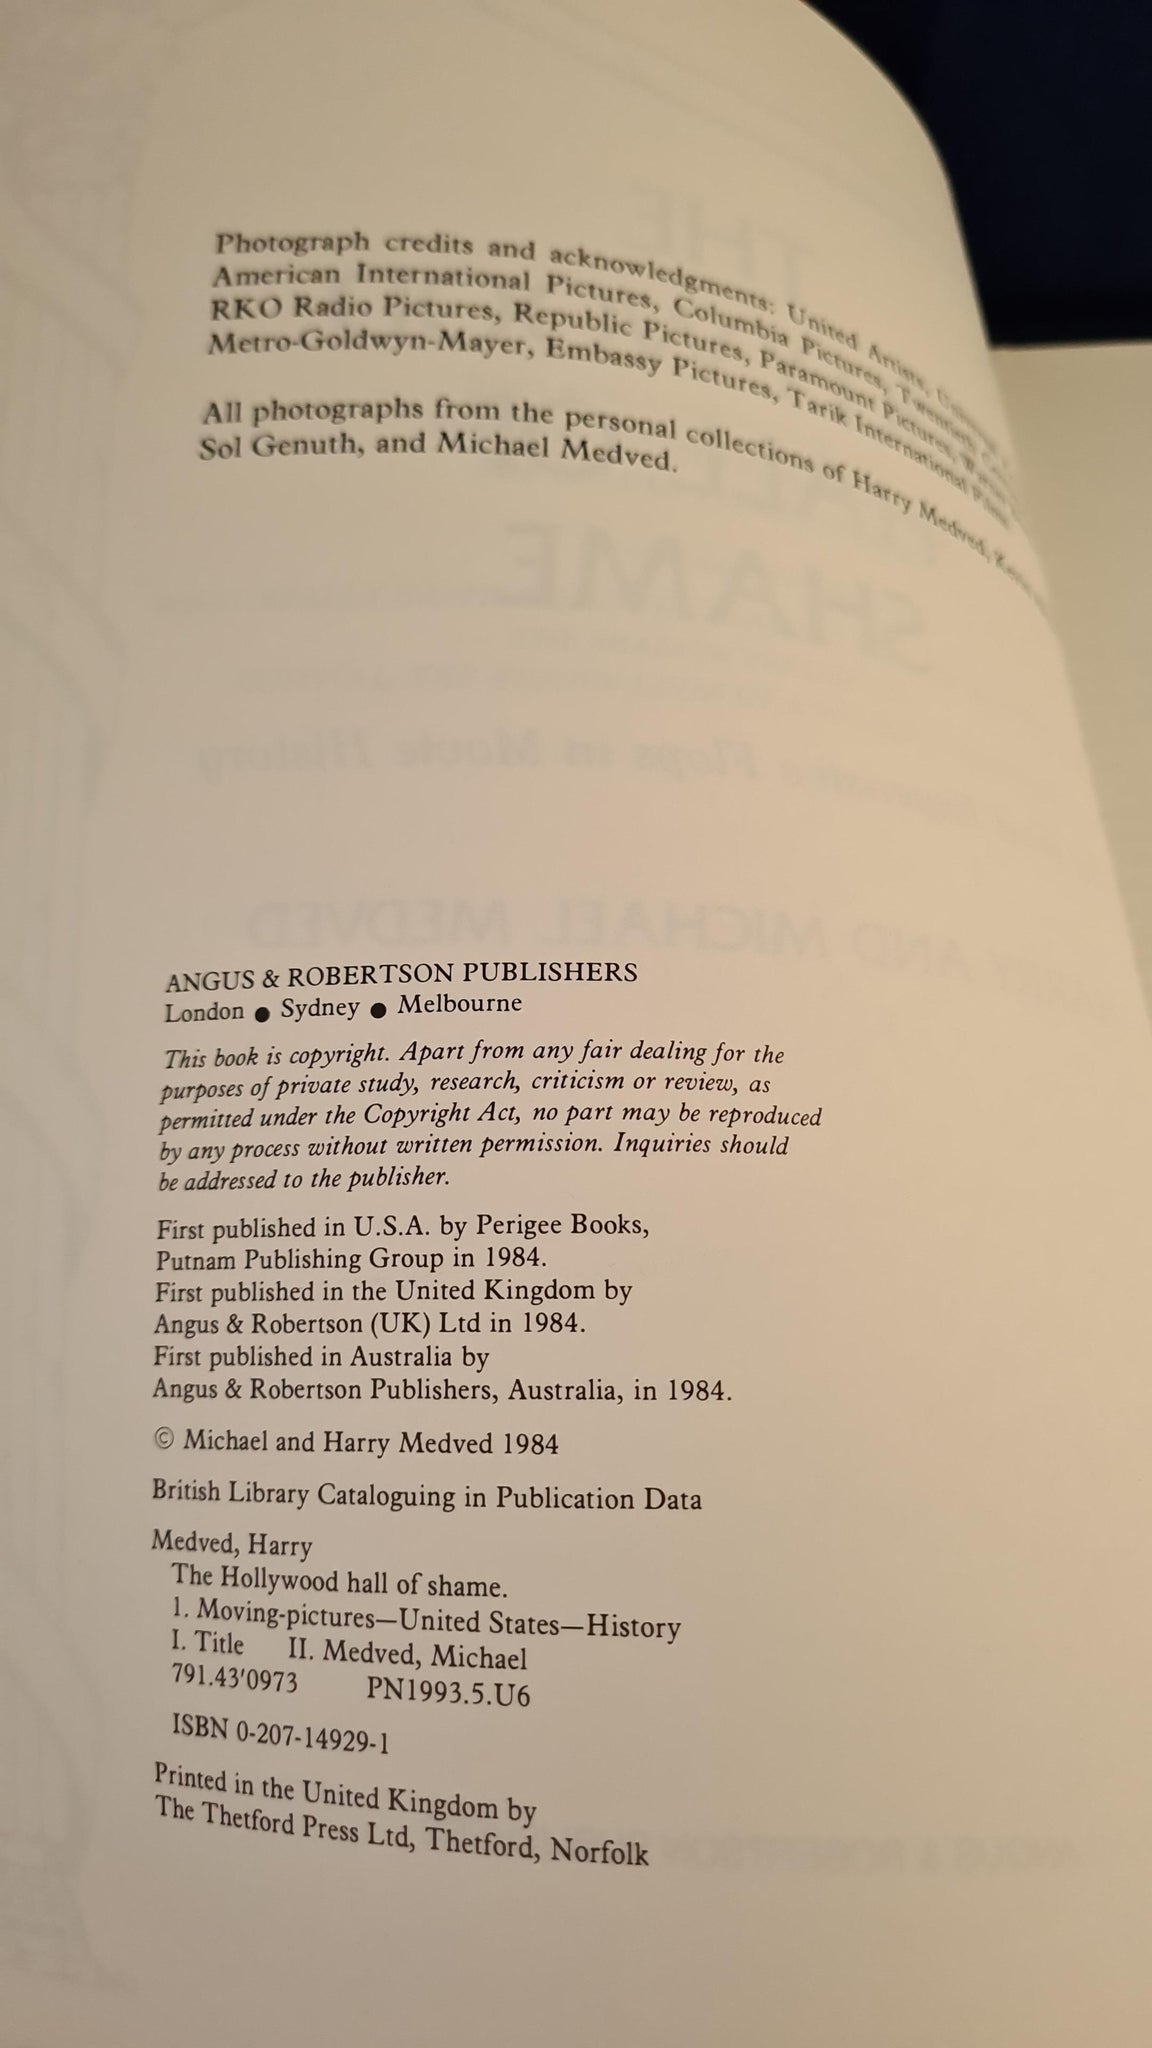 Photograph credits and acknowledgments: United Artists,
American International Pictures, Columbia Pictures, Twentieth
RKO Radio Pictures, Republic Pictures, Paramount Pictures,
Metro-Goldwyn-Mayer, Embassy Pictures, Tarik International Films
All photographs from the personal collections of Harry Medved,
Sol Genuth, and Michael Medved.
ANGUS & ROBERTSON PUBLISHERS
London ● Sydney ● Melbourne
This book is copyright. Apart from any fair dealing for the
purposes of private study, research, criticism or review, as
permitted under the Copyright Act, no part may be reproduced
by any process without written permission. Inquiries should
be addressed to the publisher.
First published in U.S.A. by Perigee Books,
Putnam Publishing Group in 1984.
First published in the United Kingdom by
Angus & Robertson (UK) Ltd in 1984.
First published in Australia by
Angus & Robertson Publishers, Australia, in 1984.
© Michael and Harry Medved 1984
British Library Cataloguing in Publication Data
Medved, Harry
The Hollywood hall of shame.
1. Moving-pictures—United States—History
I. Title II. Medved, Michael
791.43'0973 PN1993.5.U6
ISBN 0-207-14929-1
Printed in the United Kingdom by
The Thetford Press Ltd, Thetford, Norfolk